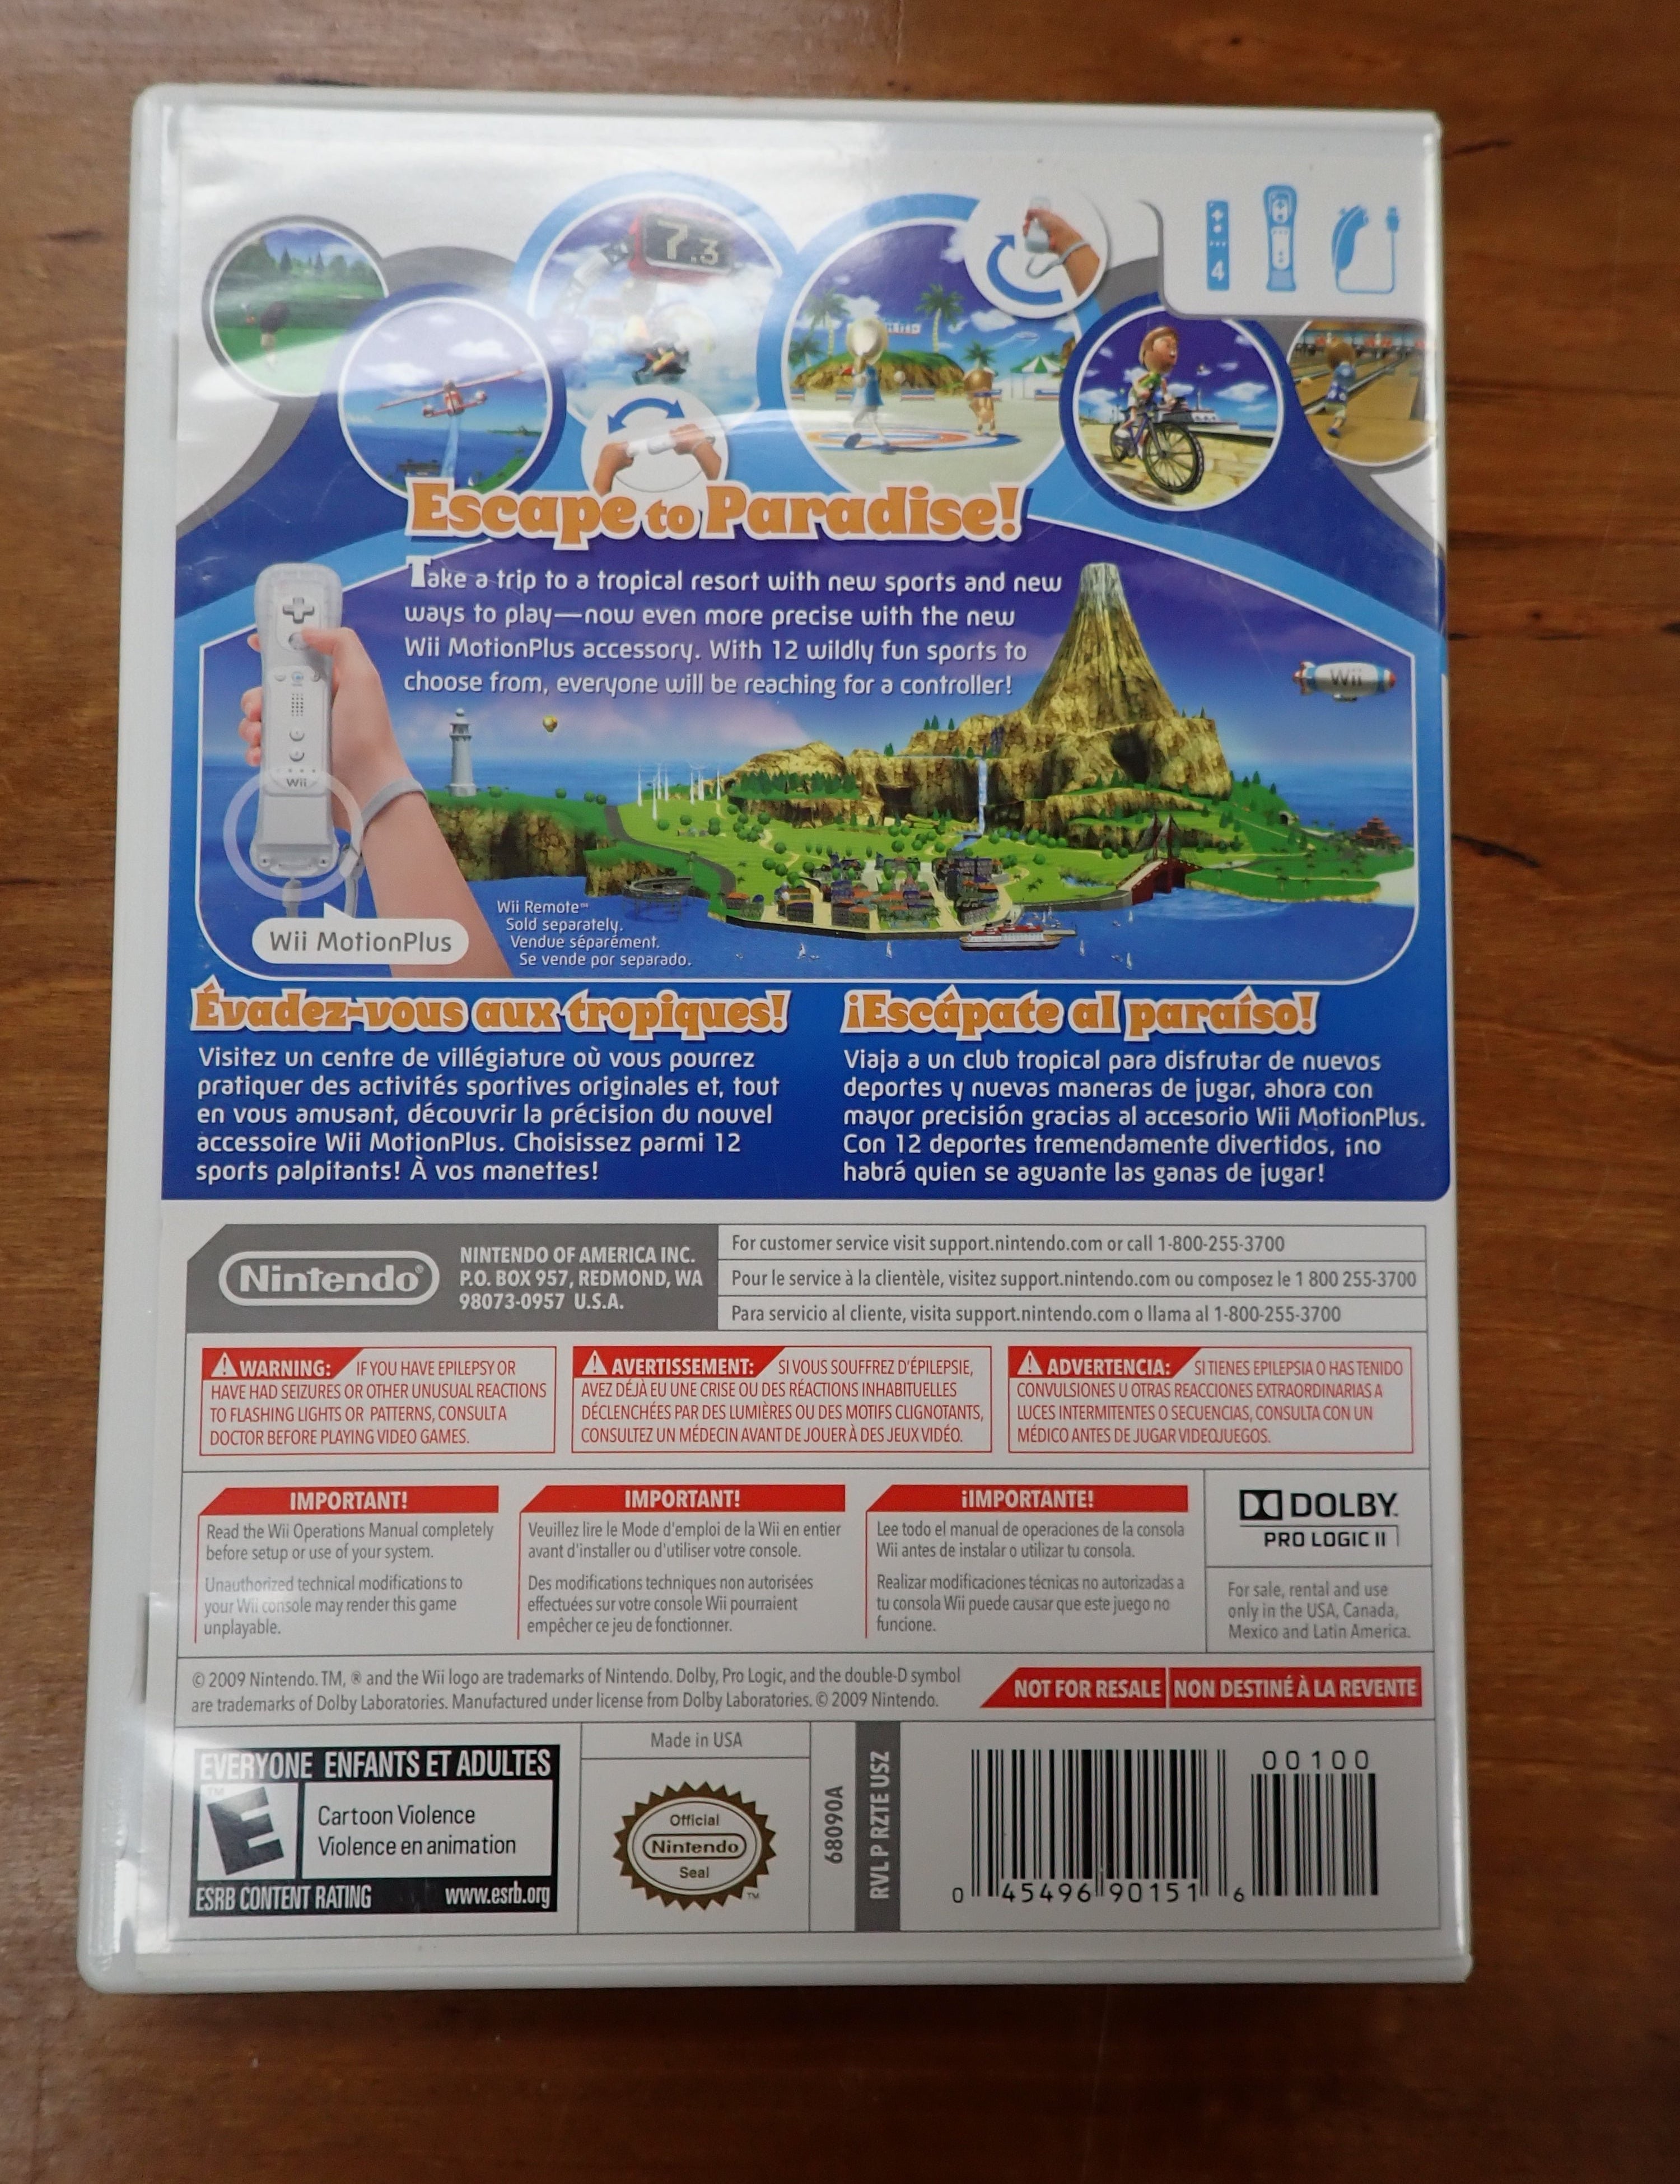 7.3
4
Escape to Paradise!
Take a trip to a tropical resort with new sports and new
ways to play—now even more precise with the new
Wii MotionPlus accessory. With 12 wildly fun sports to
choose from, everyone will be reaching for a controller!
Wii
Wii
Wii MotionPlus
Wii Remote™
Sold separately.
Vendue séparément.
Se vende por separado.
Évadez-vous aux tropiques!
Visitez un centre de villégiature où vous pourrez
pratiquer des activités sportives originales et, tout
en vous amusant, découvrir la précision du nouvel
accessoire Wii MotionPlus. Choisissez parmi 12
sports palpitants! À vos manettes!
¡Escápate al paraíso!
Viaja a un club tropical para disfrutar de nuevos
deportes y nuevas maneras de jugar, ahora con
mayor precisión gracias al accesorio Wii MotionPlus.
Con 12 deportes tremendamente divertidos, ¡no
habrá quien se aguante las ganas de jugar!
Nintendo®
NINTENDO OF AMERICA INC.
P.O. BOX 957, REDMOND, WA
98073-0957 U.S.A.
For customer service visit support.nintendo.com or call 1-800-255-3700
Pour le service à la clientèle, visitez support.nintendo.com ou composez le 1 800 255-3700
Para servicio al cliente, visita support.nintendo.com o llama al 1-800-255-3700
WARNING: IF YOU HAVE EPILEPSY OR
HAVE HAD SEIZURES OR OTHER UNUSUAL REACTIONS
TO FLASHING LIGHTS OR PATTERNS, CONSULT A
DOCTOR BEFORE PLAYING VIDEO GAMES.
AVERTISSEMENT: SI VOUS SOUFFREZ D'ÉPILEPSIE,
AVEZ DÉJÀ EU UNE CRISE OU DES RÉACTIONS INHABITUELLES
DÉCLENCHÉES PAR DES LUMIÈRES OU DES MOTIFS CLIGNOTANTS,
CONSULTEZ UN MÉDECIN AVANT DE JOUER À DES JEUX VIDÉO.
ADVERTENCIA: SI TIENES EPILEPSIA O HAS TENIDO
CONVULSIONES U OTRAS REACCIONES EXTRAORDINARIAS A
LUCES INTERMITENTES O SECUENCIAS, CONSULTA CON UN
MÉDICO ANTES DE JUGAR VIDEOJUEGOS.
IMPORTANT!
Read the Wii Operations Manual completely
before setup or use of your system.
Unauthorized technical modifications to
your Wii console may render this game
unplayable.
IMPORTANT!
Veuillez lire le Mode d'emploi de la Wii en entier
avant d'installer ou d'utiliser votre console.
Des modifications techniques non autorisées
effectuées sur votre console Wii pourraient
empêcher ce jeu de fonctionner.
¡IMPORTANTE!
Lee todo el manual de operaciones de la consola
Wii antes de instalar o utilizar tu consola.
Realizar modificaciones técnicas no autorizadas a
tu consola Wii puede causar que este juego no
funcione.
DOLBY
PRO LOGIC II
For sale, rental and use
only in the USA, Canada,
Mexico and Latin America.
© 2009 Nintendo. TM, ® and the Wii logo are trademarks of Nintendo. Dolby, Pro Logic, and the double-D symbol
are trademarks of Dolby Laboratories. Manufactured under license from Dolby Laboratories. © 2009 Nintendo.
NOT FOR RESALE NON DESTINÉ À LA REVENTE
EVERYONE ENFANTS ET ADULTES
E
Cartoon Violence
Violence en animation
ESRB CONTENT RATING www.esrb.org
Made in USA
Official
Nintendo
Seal
™
68090A
RVL P RZTE USZ
00100
0 45496 90151 6